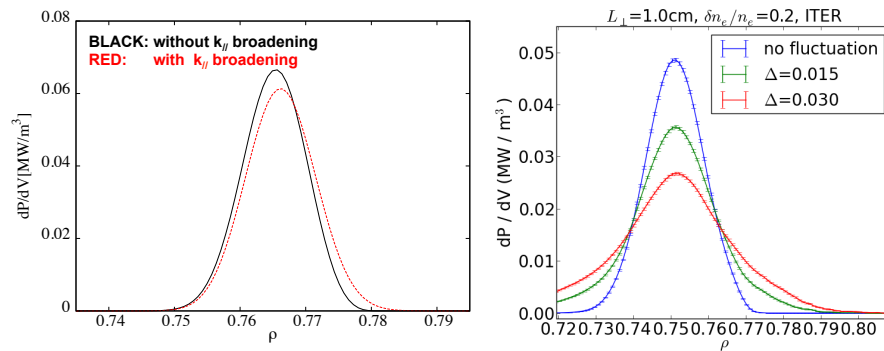 BLACK: without k// broadening
RED: with k// broadening
dP/dV[MW/m³]
0.08
0.06
0.04
0.02
0
0.74 0.75 0.76 0.77 0.78 0.79
ρ
L⊥=1.0cm, δnₑ/nₑ=0.2, ITER
no fluctuation
Δ=0.015
Δ=0.030
dP / dV (MW / m³)
0.05
0.04
0.03
0.02
0.01
0.00
0.720 0.73 0.74 0.75 0.76 0.77 0.78 0.79 0.80
ρ